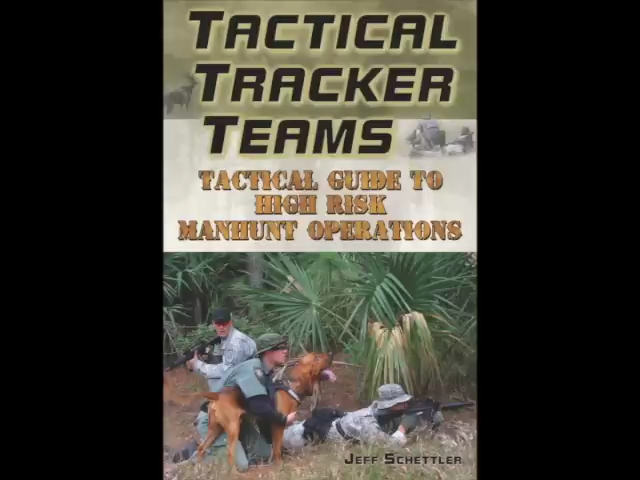 TACTICAL
TRACKER
TEAMS
TACTICAL GUIDE TO
HIGH RISK
MANHUNT OPERATIONS
JEFF SCHETTLER